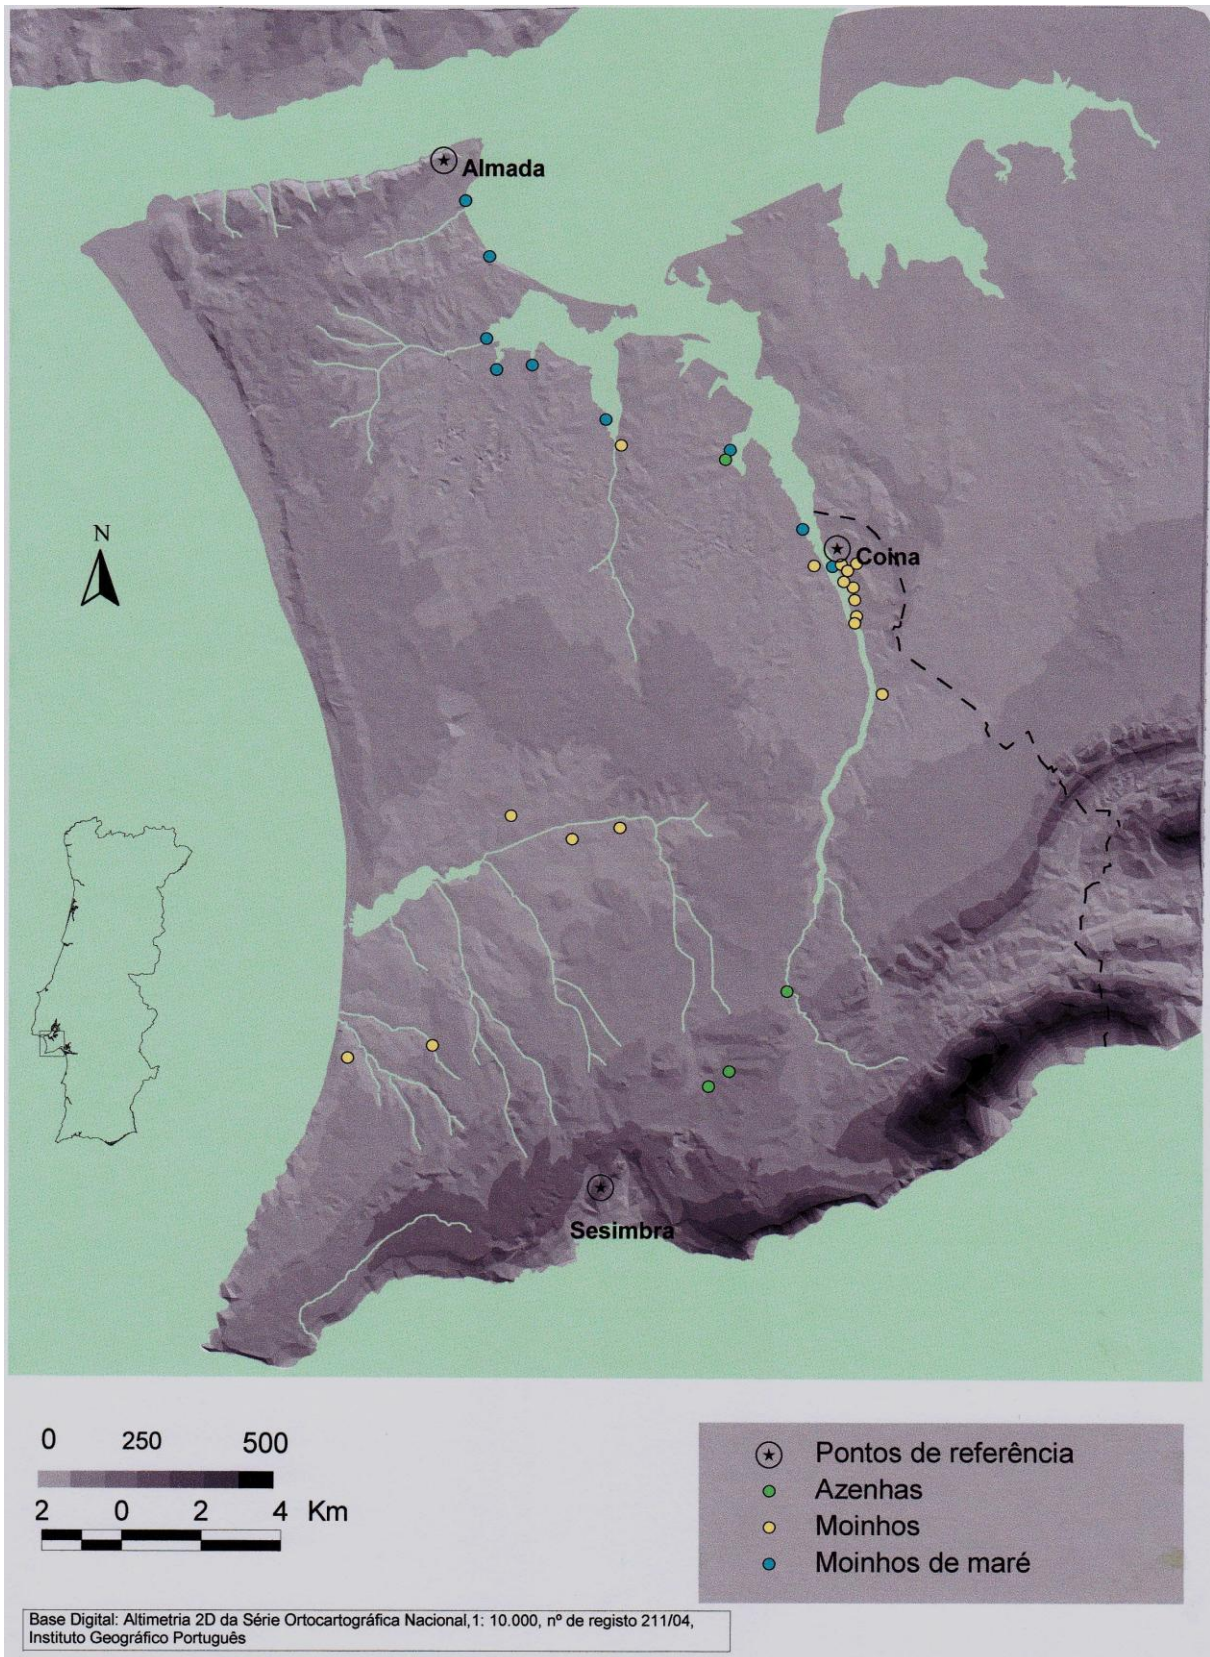 Almada
N
Coina
Sesimbra
0 250 500
2 0 2 4 Km
Pontos de referência
Azenhas
Moinhos
Moinhos de maré
Base Digital: Altimetria 2D da Série Ortocartográfica Nacional,1: 10.000, nº de registo 211/04,
Instituto Geográfico Português